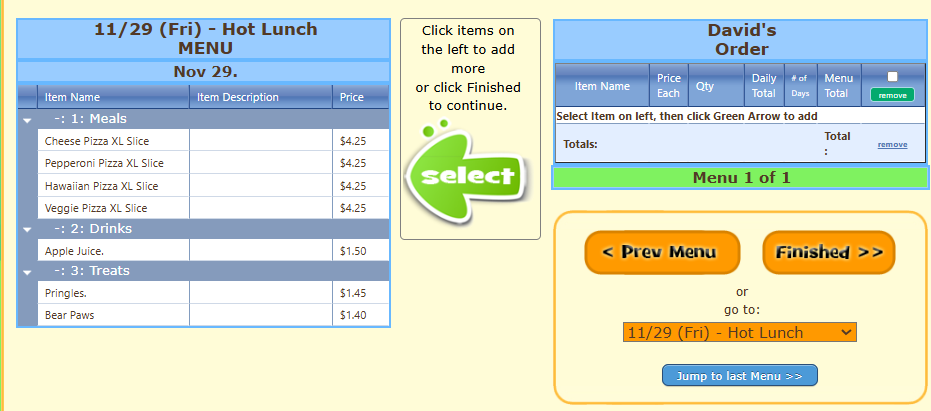 11/29 (Fri) - Hot Lunch
MENU
Nov 29.
Item Name Item Description Price
-: 1: Meals
Cheese Pizza XL Slice $4.25
Pepperoni Pizza XL Slice $4.25
Hawaiian Pizza XL Slice $4.25
Veggie Pizza XL Slice $4.25
-: 2: Drinks
Apple Juice. $1.50
-: 3: Treats
Pringles. $1.45
Bear Paws $1.40
Click items on
the left to add
more
or click Finished
to continue.
select
David's
Order
Item Name Price Each Qty Daily Total # of Days Menu Total remove
Select Item on left, then click Green Arrow to add
Totals: Total : remove
Menu 1 of 1
< Prev Menu Finished >>
or
go to:
11/29 (Fri) - Hot Lunch
Jump to last Menu >>